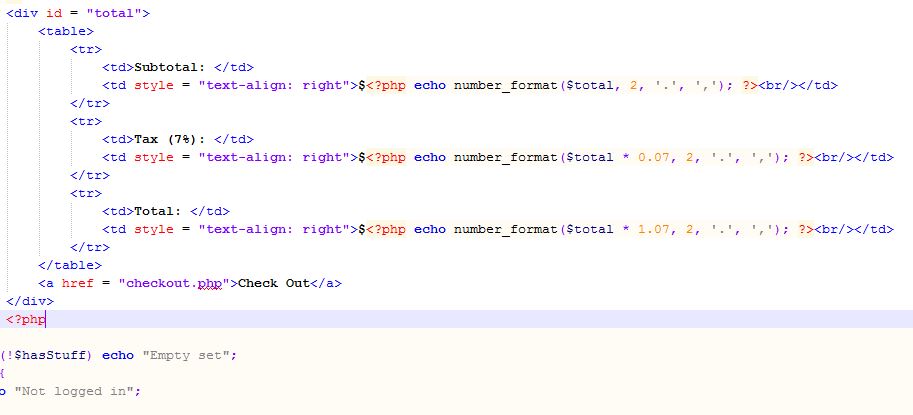 <div id = "total">
<table>
<tr>
<td>Subtotal: </td>
<td style = "text-align: right">$<?php echo number_format($total, 2, '.', ','); ?><br/></td>
</tr>
<tr>
<td>Tax (7%): </td>
<td style = "text-align: right">$<?php echo number_format($total * 0.07, 2, '.', ','); ?><br/></td>
</tr>
<tr>
<td>Total: </td>
<td style = "text-align: right">$<?php echo number_format($total * 1.07, 2, '.', ','); ?><br/></td>
</tr>
</table>
<a href = "checkout.php">Check Out</a>
</div>
<?php
(!$hasStuff) echo "Empty set";
{
o "Not logged in";